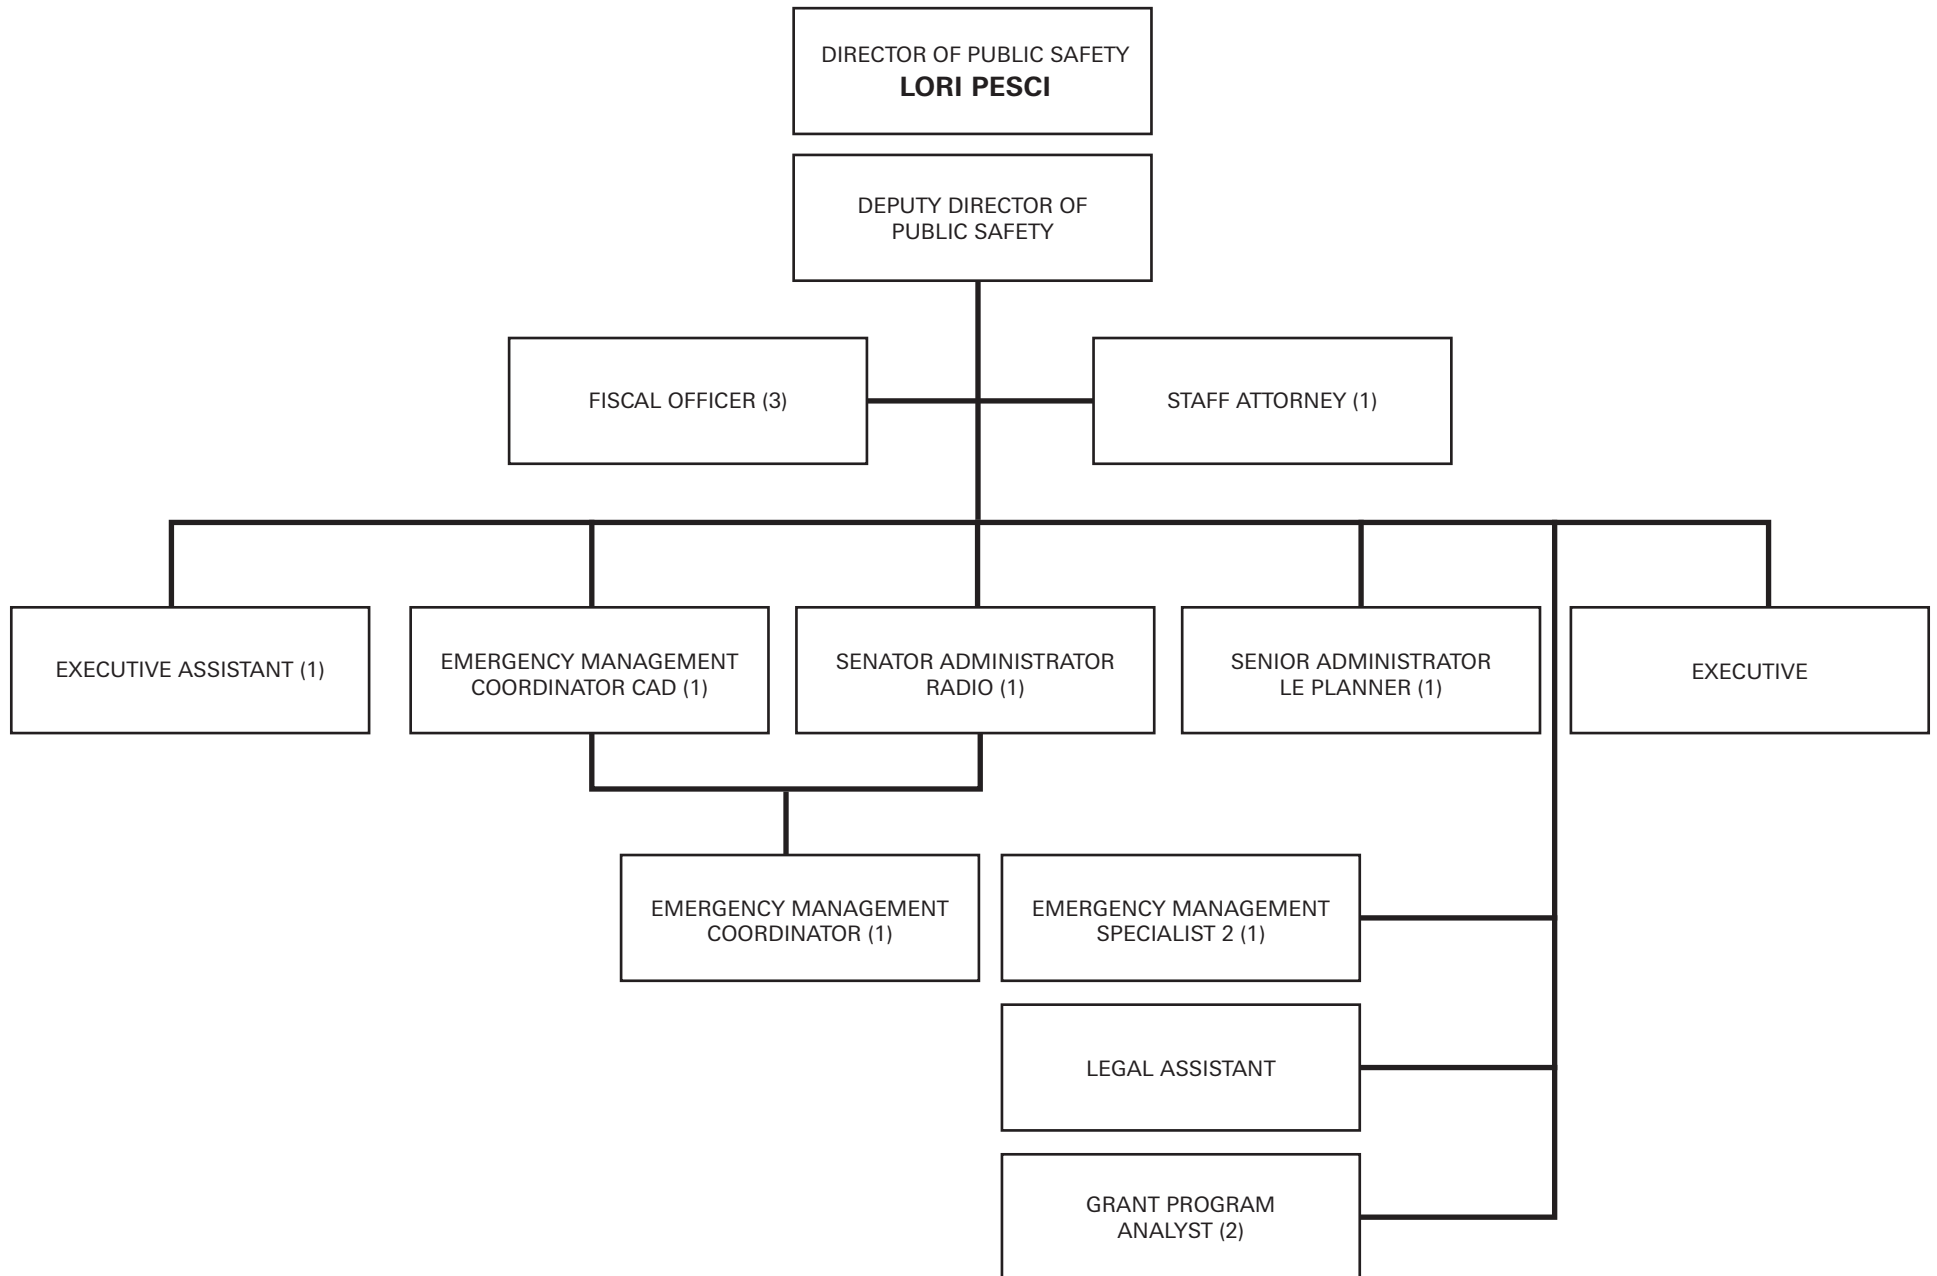 DIRECTOR OF PUBLIC SAFETY
LORI PESCI
DEPUTY DIRECTOR OF
PUBLIC SAFETY
FISCAL OFFICER (3)
STAFF ATTORNEY (1)
EXECUTIVE ASSISTANT (1)
EMERGENCY MANAGEMENT
COORDINATOR CAD (1)
SENATOR ADMINISTRATOR
RADIO (1)
SENIOR ADMINISTRATOR
LE PLANNER (1)
EXECUTIVE
EMERGENCY MANAGEMENT
COORDINATOR (1)
EMERGENCY MANAGEMENT
SPECIALIST 2 (1)
LEGAL ASSISTANT
GRANT PROGRAM
ANALYST (2)